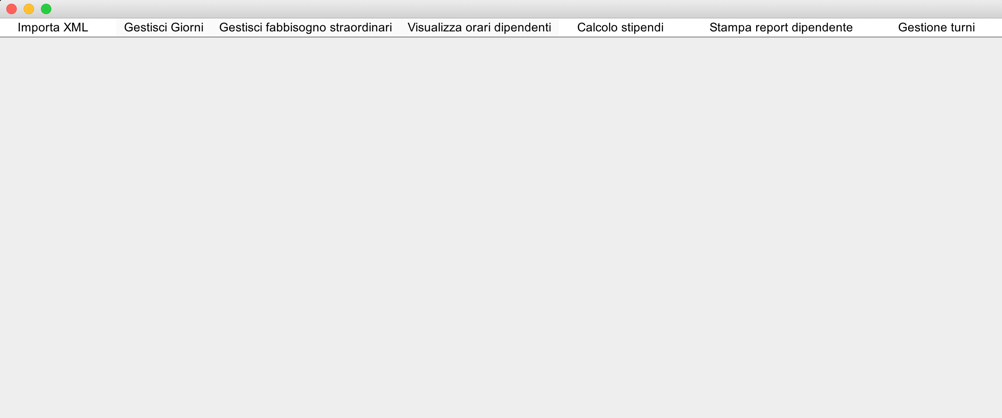 Importa XML Gestisci Giorni Gestisci fabbisogno straordinari Visualizza orari dipendenti Calcolo stipendi Stampa report dipendente Gestione turni